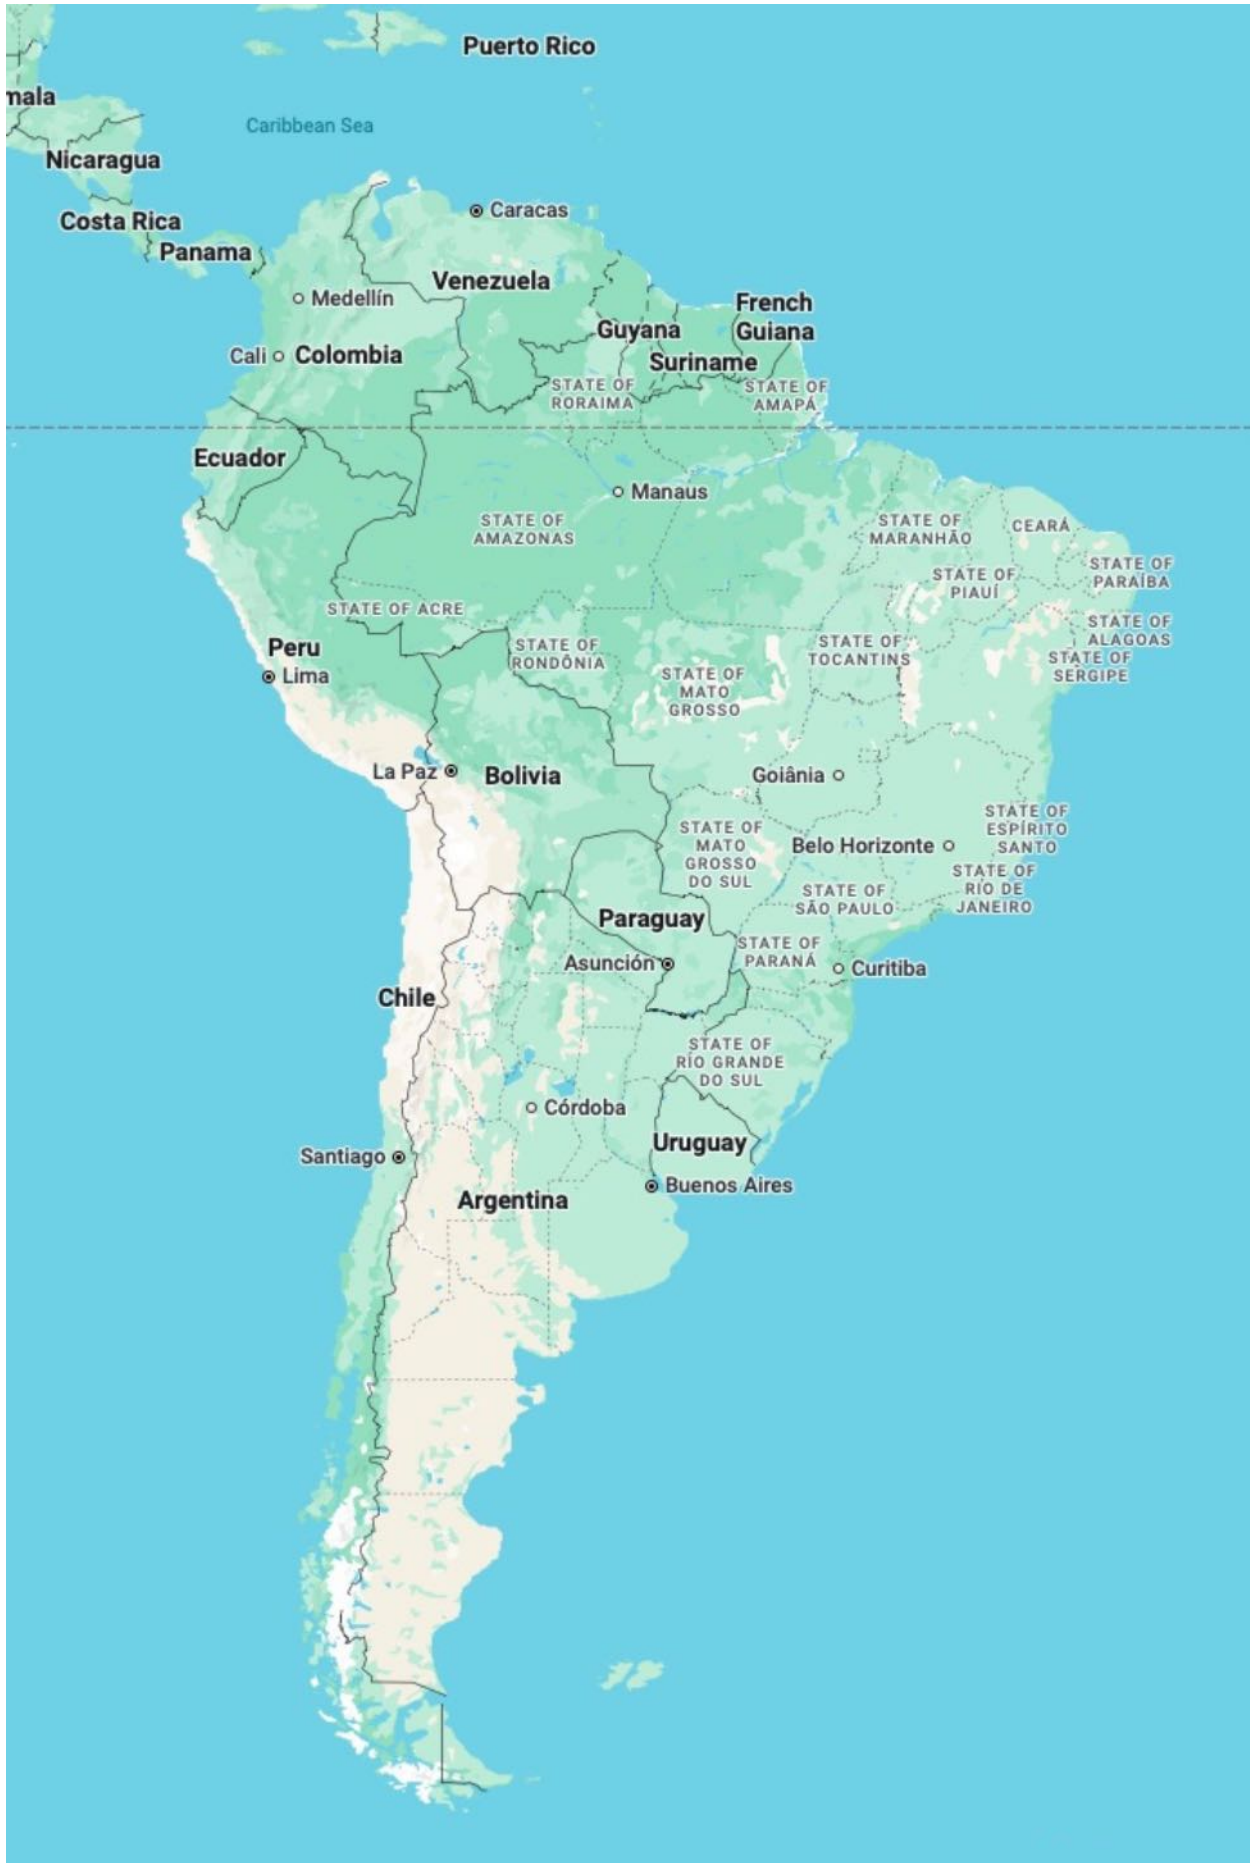 Puerto Rico
mala
Caribbean Sea
Nicaragua
Caracas
Costa Rica
Panama
Venezuela
Medellín
French
Guiana
Guyana
Cali
Colombia
Suriname
STATE OF
RORAIMA
STATE OF
AMAPÁ
Ecuador
Manaus
STATE OF
AMAZONAS
STATE OF
MARANHÃO
CEARÁ
STATE OF
PARAÍBA
STATE OF
PIAUÍ
STATE OF ACRE
STATE OF
ALAGOAS
Peru
STATE OF
RONDÔNIA
STATE OF
TOCANTINS
STATE OF
SERGIPE
Lima
STATE OF
MATO
GROSSO
La Paz
Bolivia
Goiânia
STATE OF
ESPÍRITO
SANTO
STATE OF
MATO
GROSSO
DO SUL
Belo Horizonte
STATE OF
RIO DE
JANEIRO
STATE OF
SÃO PAULO
Paraguay
STATE OF
PARANÁ
Asunción
Curitiba
Chile
STATE OF
RIO GRANDE
DO SUL
Córdoba
Uruguay
Santiago
Buenos Aires
Argentina